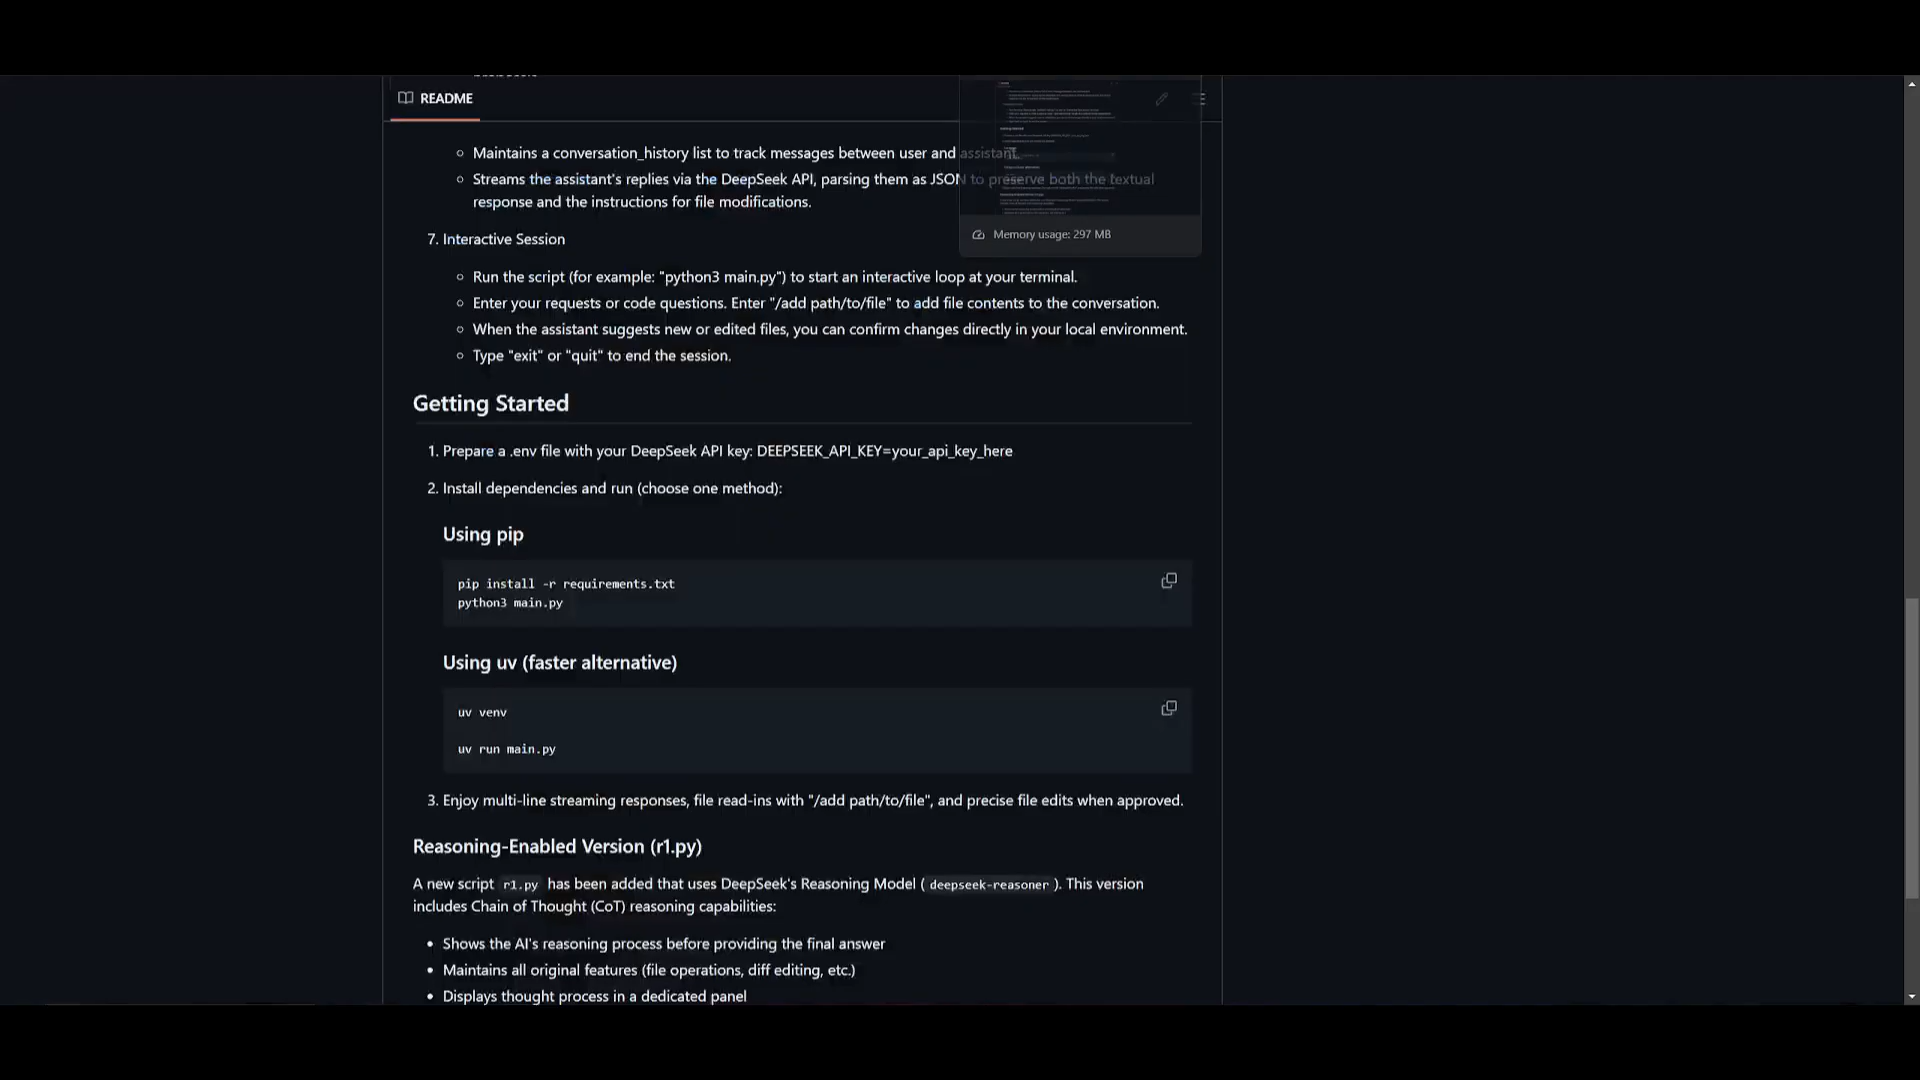 README
Maintains a conversation_history list to track messages between user and assistant.
Streams the assistant's replies via the DeepSeek API, parsing them as JSON to preserve both the textual
response and the instructions for file modifications.
Memory usage: 297 MB
7. Interactive Session
Run the script (for example: "python3 main.py") to start an interactive loop at your terminal.
Enter your requests or code questions. Enter "/add path/to/file" to add file contents to the conversation.
When the assistant suggests new or edited files, you can confirm changes directly in your local environment.
Type "exit" or "quit" to end the session.
Getting Started
1. Prepare a .env file with your DeepSeek API key: DEEPSEEK_API_KEY=your_api_key_here
2. Install dependencies and run (choose one method):
Using pip
pip install -r requirements.txt
python3 main.py
Using uv (faster alternative)
uv venv
uv run main.py
3. Enjoy multi-line streaming responses, file read-ins with "/add path/to/file", and precise file edits when approved.
Reasoning-Enabled Version (r1.py)
A new script r1.py has been added that uses DeepSeek's Reasoning Model ( deepseek-reasoner ). This version
includes Chain of Thought (CoT) reasoning capabilities:
Shows the AI's reasoning process before providing the final answer
Maintains all original features (file operations, diff editing, etc.)
Displays thought process in a dedicated panel